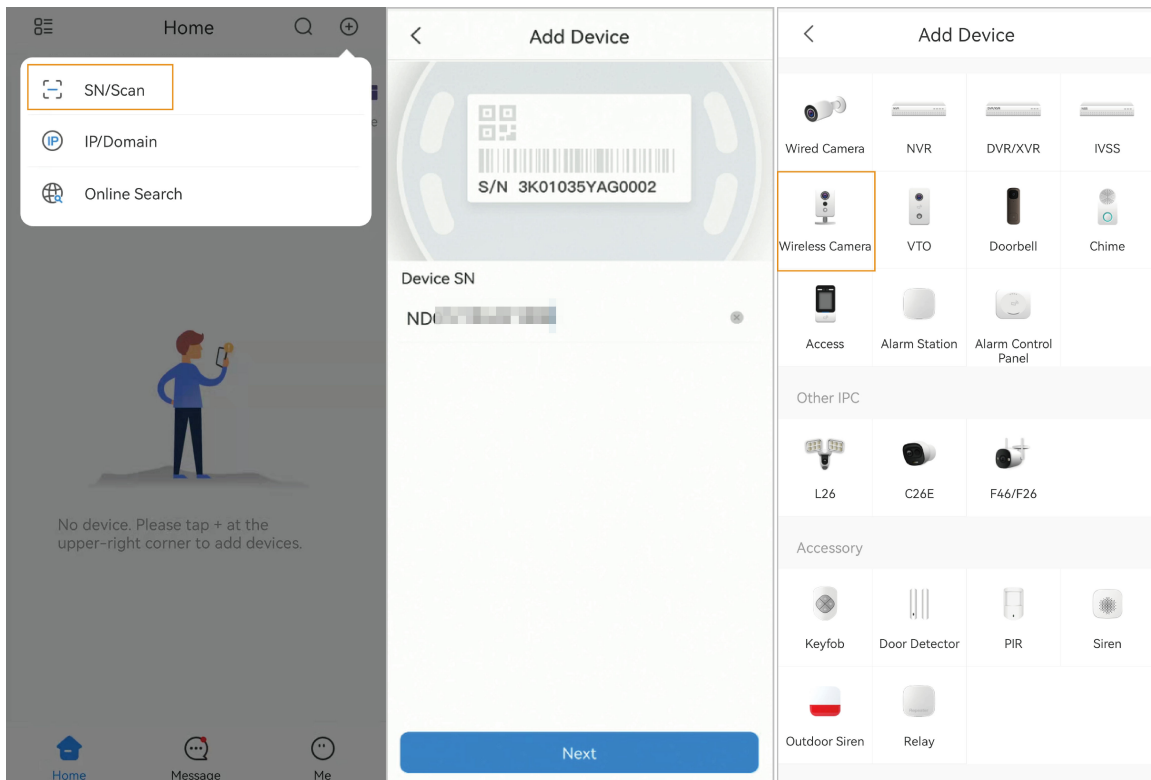 Home
SN/Scan
IP
IP/Domain
Online Search
No device. Please tap + at the
upper-right corner to add devices.
Home
Message
Me
Add Device
S/N 3K01035YAG0002
Device SN
ND
Next
Add Device
Wired Camera
NVR
DVR/XVR
IVSS
Wireless Camera
VTO
Doorbell
Chime
Access
Alarm Station
Alarm Control
Panel
Other IPC
L26
C26E
F46/F26
Accessory
Keyfob
Door Detector
PIR
Siren
Outdoor Siren
Relay